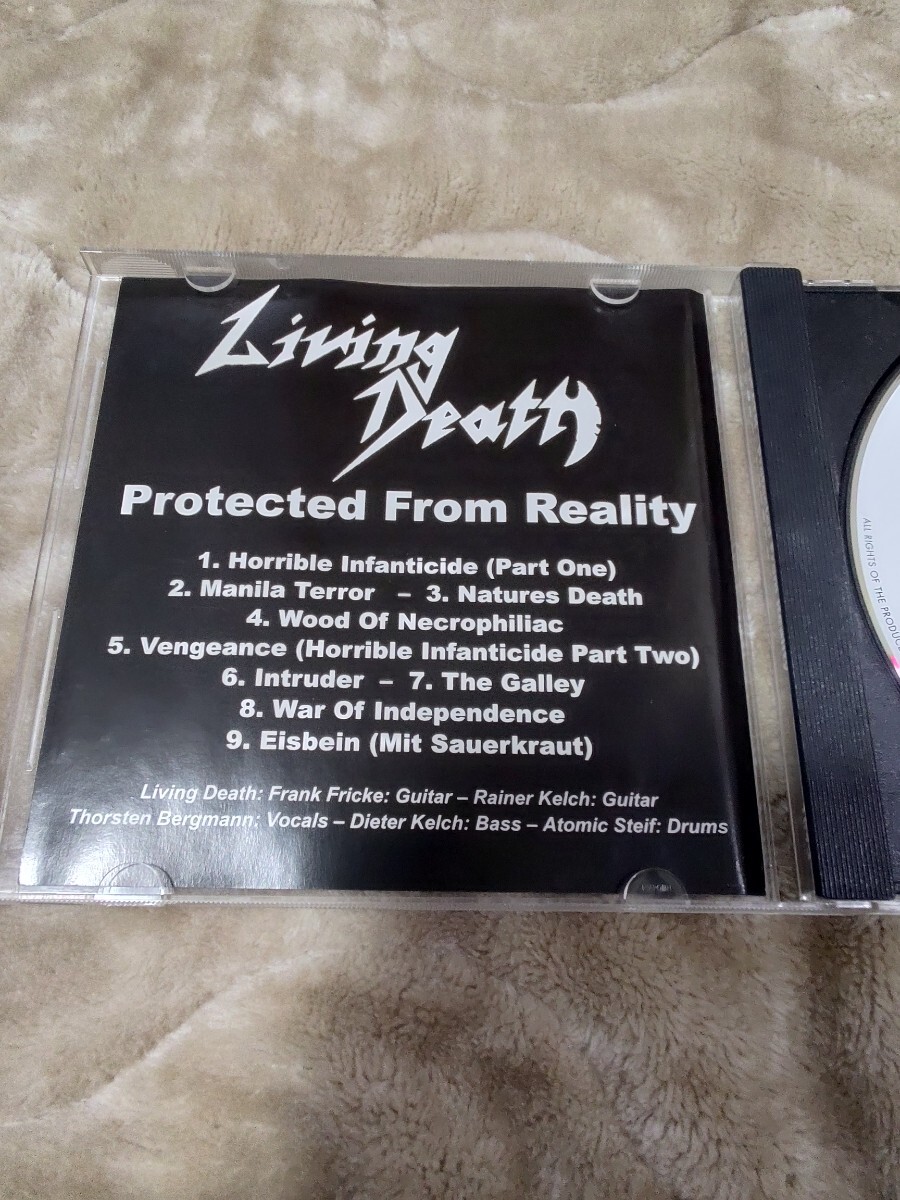 Living
Death
Protected From Reality
1. Horrible Infanticide (Part One)
2. Manila Terror – 3. Natures Death
4. Wood Of Necrophiliac
5. Vengeance (Horrible Infanticide Part Two)
6. Intruder – 7. The Galley
8. War Of Independence
9. Eisbein (Mit Sauerkraut)
Living Death: Frank Fricke: Guitar – Rainer Kelch: Guitar
Thorsten Bergmann: Vocals – Dieter Kelch: Bass – Atomic Steif: Drums
ALL RIGHTS OF THE